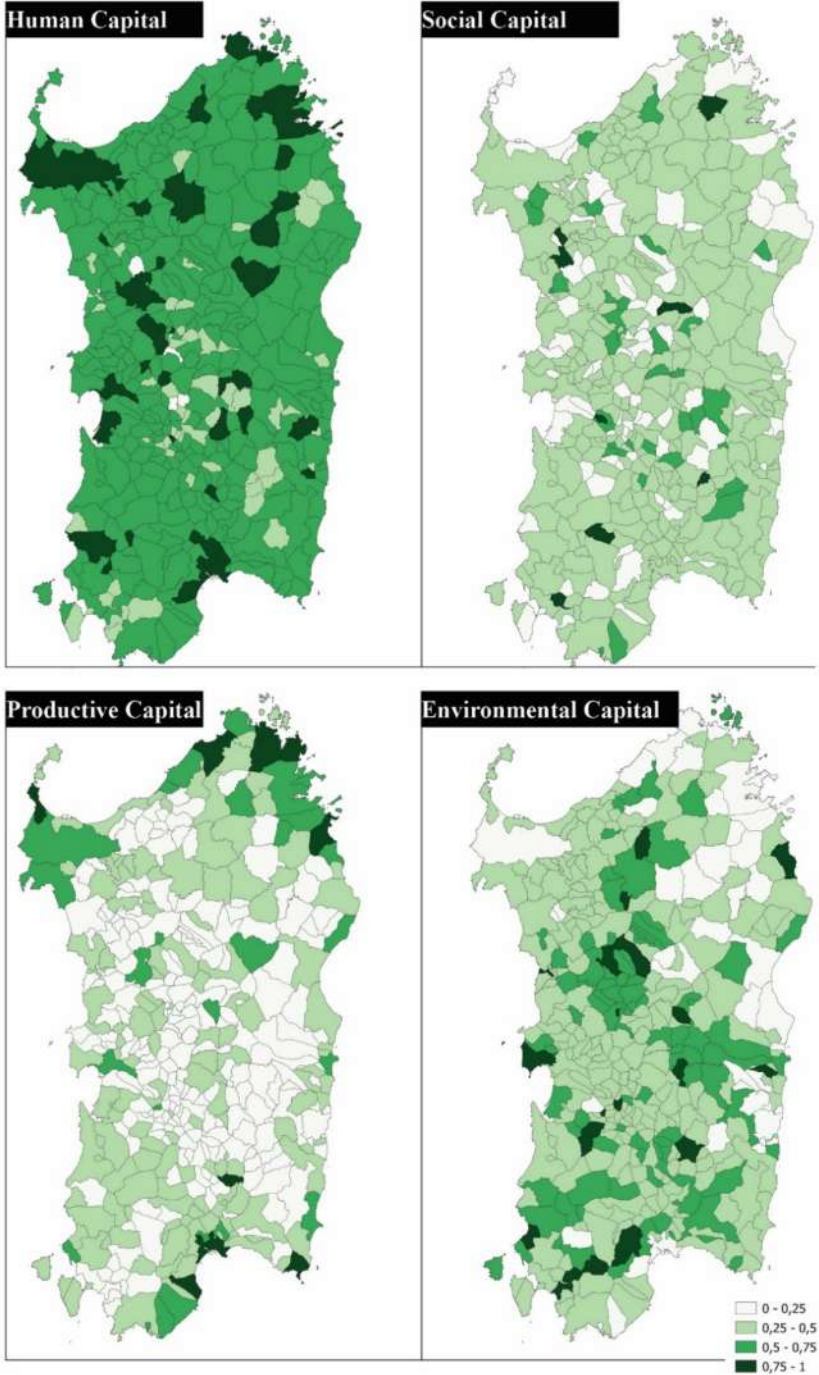 Human Capital
Social Capital
Productive Capital
Environmental Capital
0 - 0,25
0,25 - 0,5
0,5 - 0,75
0,75 - 1